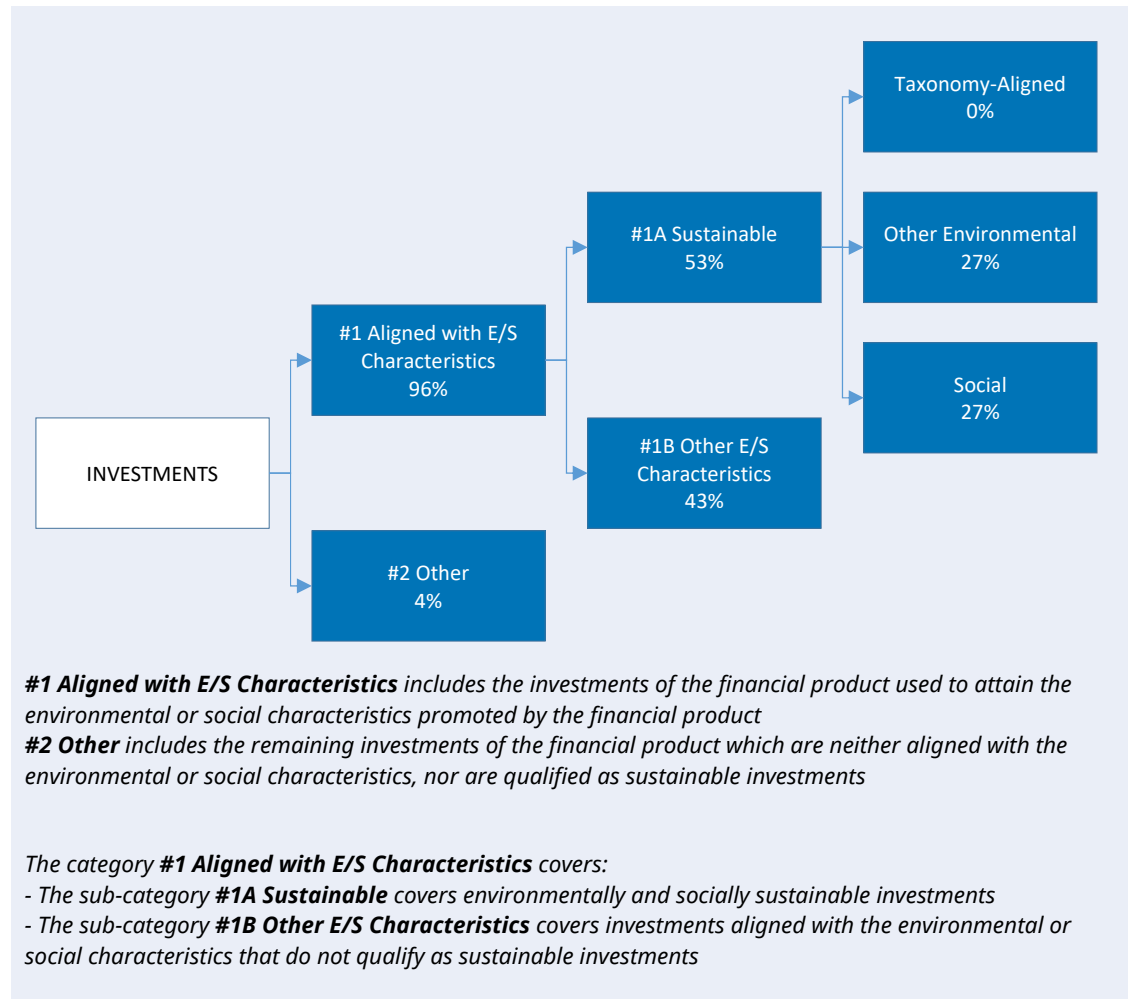 Taxonomy-Aligned
0%
#1A Sustainable
53%
Other Environmental
27%
#1 Aligned with E/S
Characteristics
96%
Social
27%
#1B Other E/S
Characteristics
43%
INVESTMENTS
#2 Other
4%
#1 Aligned with E/S Characteristics includes the investments of the financial product used to attain the
environmental or social characteristics promoted by the financial product
#2 Other includes the remaining investments of the financial product which are neither aligned with the
environmental or social characteristics, nor are qualified as sustainable investments
The category #1 Aligned with E/S Characteristics covers:
- The sub-category #1A Sustainable covers environmentally and socially sustainable investments
- The sub-category #1B Other E/S Characteristics covers investments aligned with the environmental or
social characteristics that do not qualify as sustainable investments